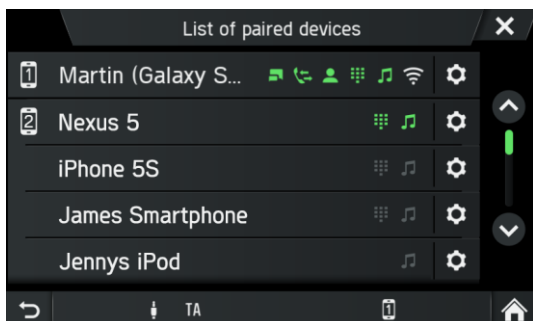 List of paired devices
1 Martin (Galaxy S...
2 Nexus 5
iPhone 5S
James Smartphone
Jennys iPod
TA 1